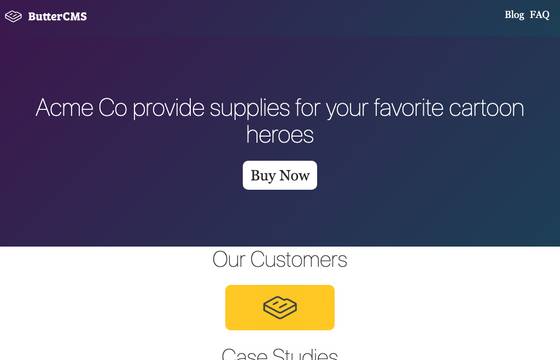 ButterCMS
Blog FAQ
Acme Co provide supplies for your favorite cartoon
heroes
Buy Now
Our Customers
Case Studies